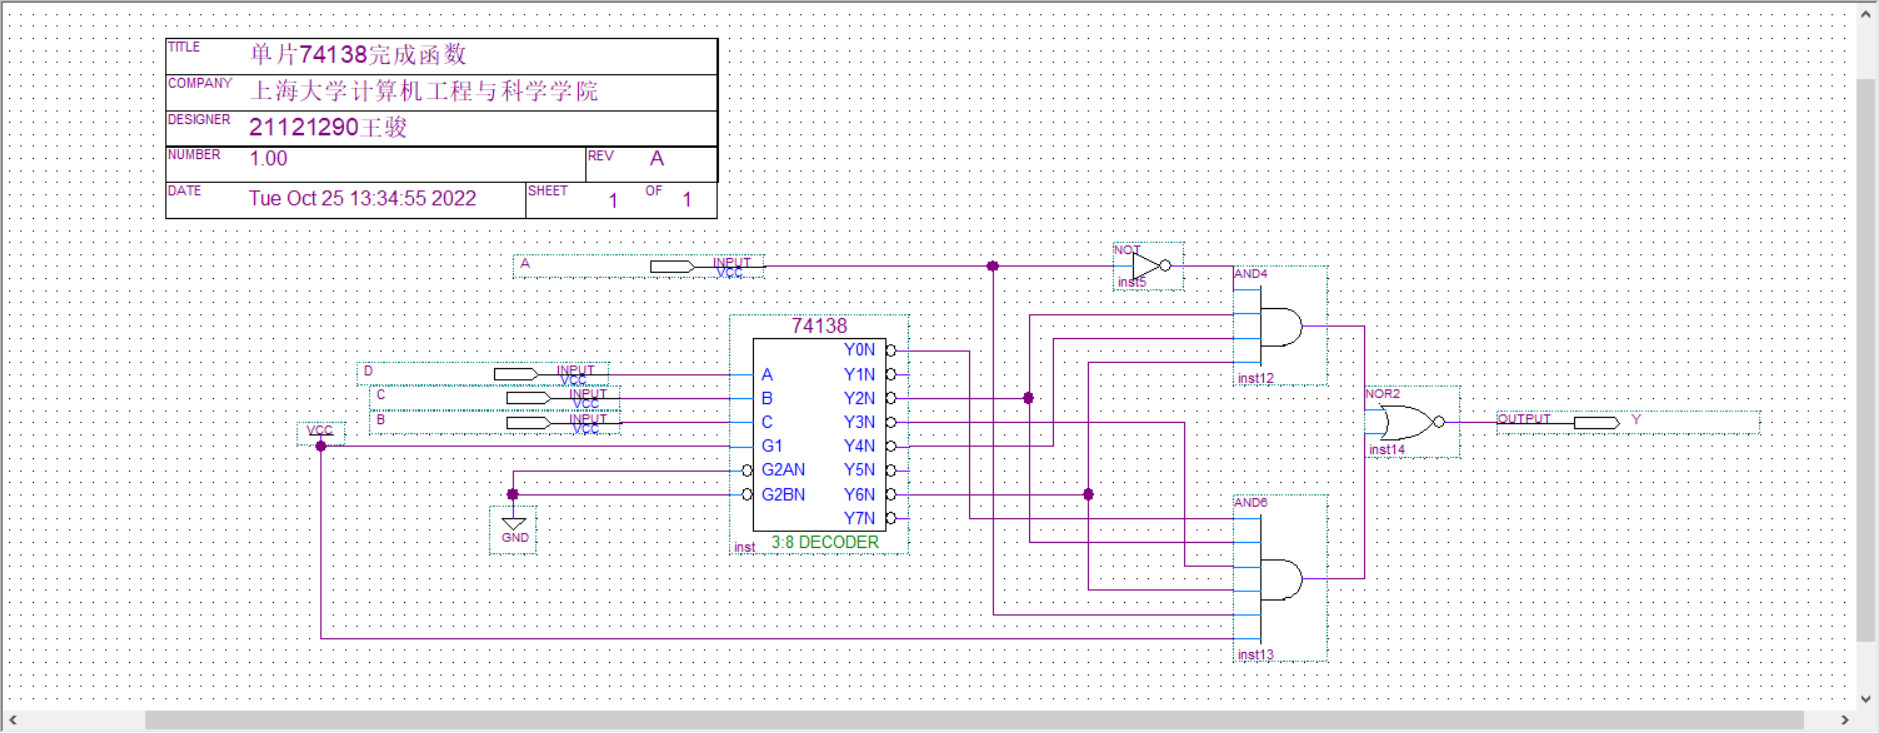 TITLE 单片74138完成函数
COMPANY 上海大学计算机工程与科学学院
DESIGNER 21121290王骏
NUMBER 1.00 REV A
DATE Tue Oct 25 13:34:55 2022 SHEET 1 OF 1
A INPUT
VCC
NOT
inst5
AND4
inst12
74138
Y0N
D INPUT
VCC
A Y1N
C INPUT
VCC
B Y2N
B INPUT
VCC
C Y3N
VCC
G1 Y4N
G2AN Y5N
G2BN Y6N
Y7N
GND
inst 3:8 DECODER
NOR2
inst14
OUTPUT Y
AND6
inst13